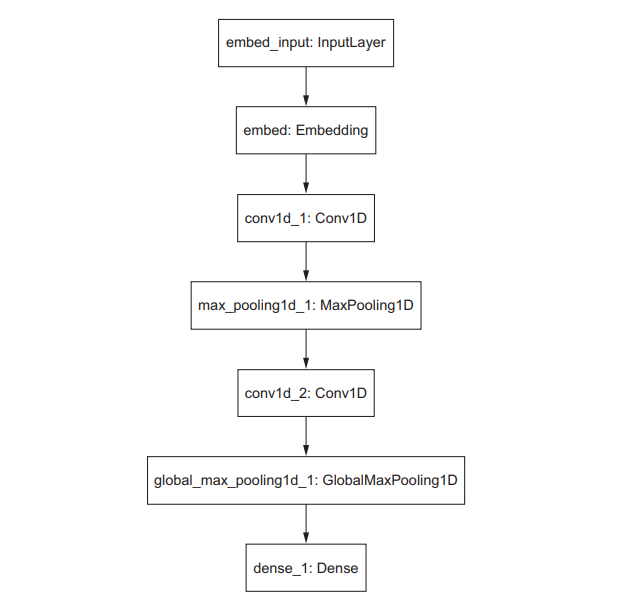 embed_input: InputLayer
embed: Embedding
conv1d_1: Conv1D
max_pooling1d_1: MaxPooling1D
conv1d_2: Conv1D
global_max_pooling1d_1: GlobalMaxPooling1D
dense_1: Dense